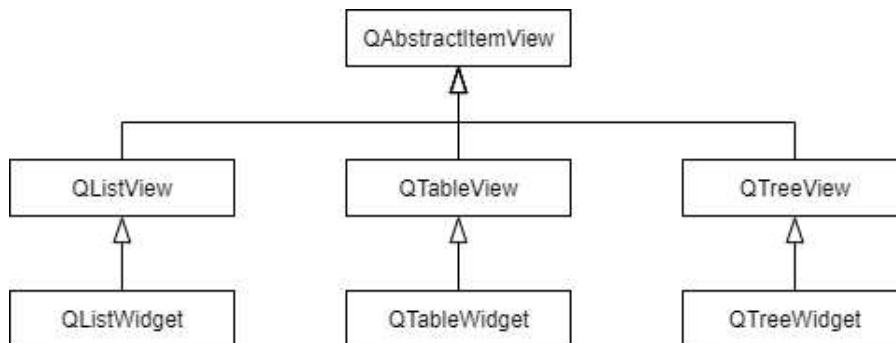 QAbstractItemView
QListView
QTableView
QTreeView
QListWidget
QTableWidget
QTreeWidget